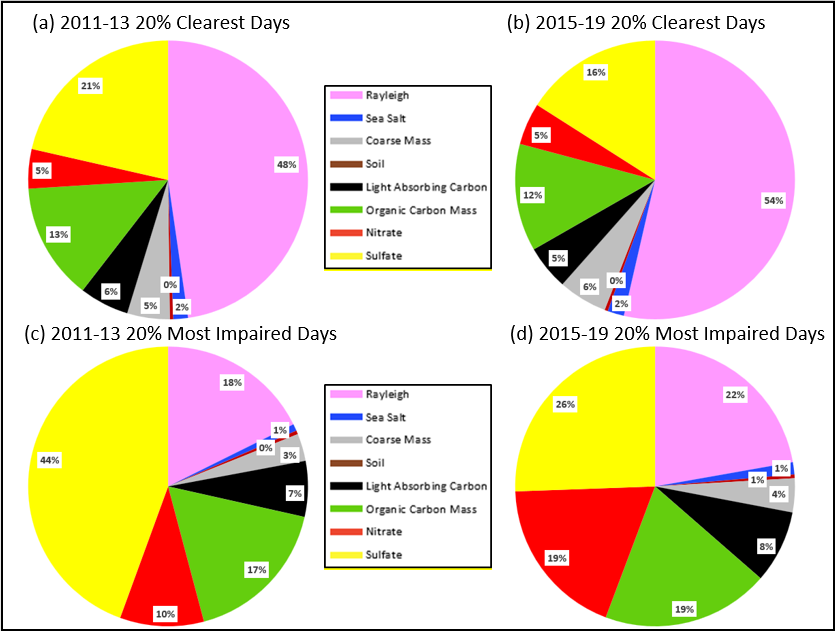 (a) 2011-13 20% Clearest Days
(b) 2015-19 20% Clearest Days
21%
48%
5%
13%
6%
5%
0%
2%
Rayleigh
Sea Salt
Coarse Mass
Soil
Light Absorbing Carbon
Organic Carbon Mass
Nitrate
Sulfate
16%
5%
54%
12%
5%
6%
0%
2%
(c) 2011-13 20% Most Impaired Days
(d) 2015-19 20% Most Impaired Days
18%
1%
0%
3%
7%
17%
10%
44%
Rayleigh
Sea Salt
Coarse Mass
Soil
Light Absorbing Carbon
Organic Carbon Mass
Nitrate
Sulfate
26%
22%
1%
1%
4%
8%
19%
19%